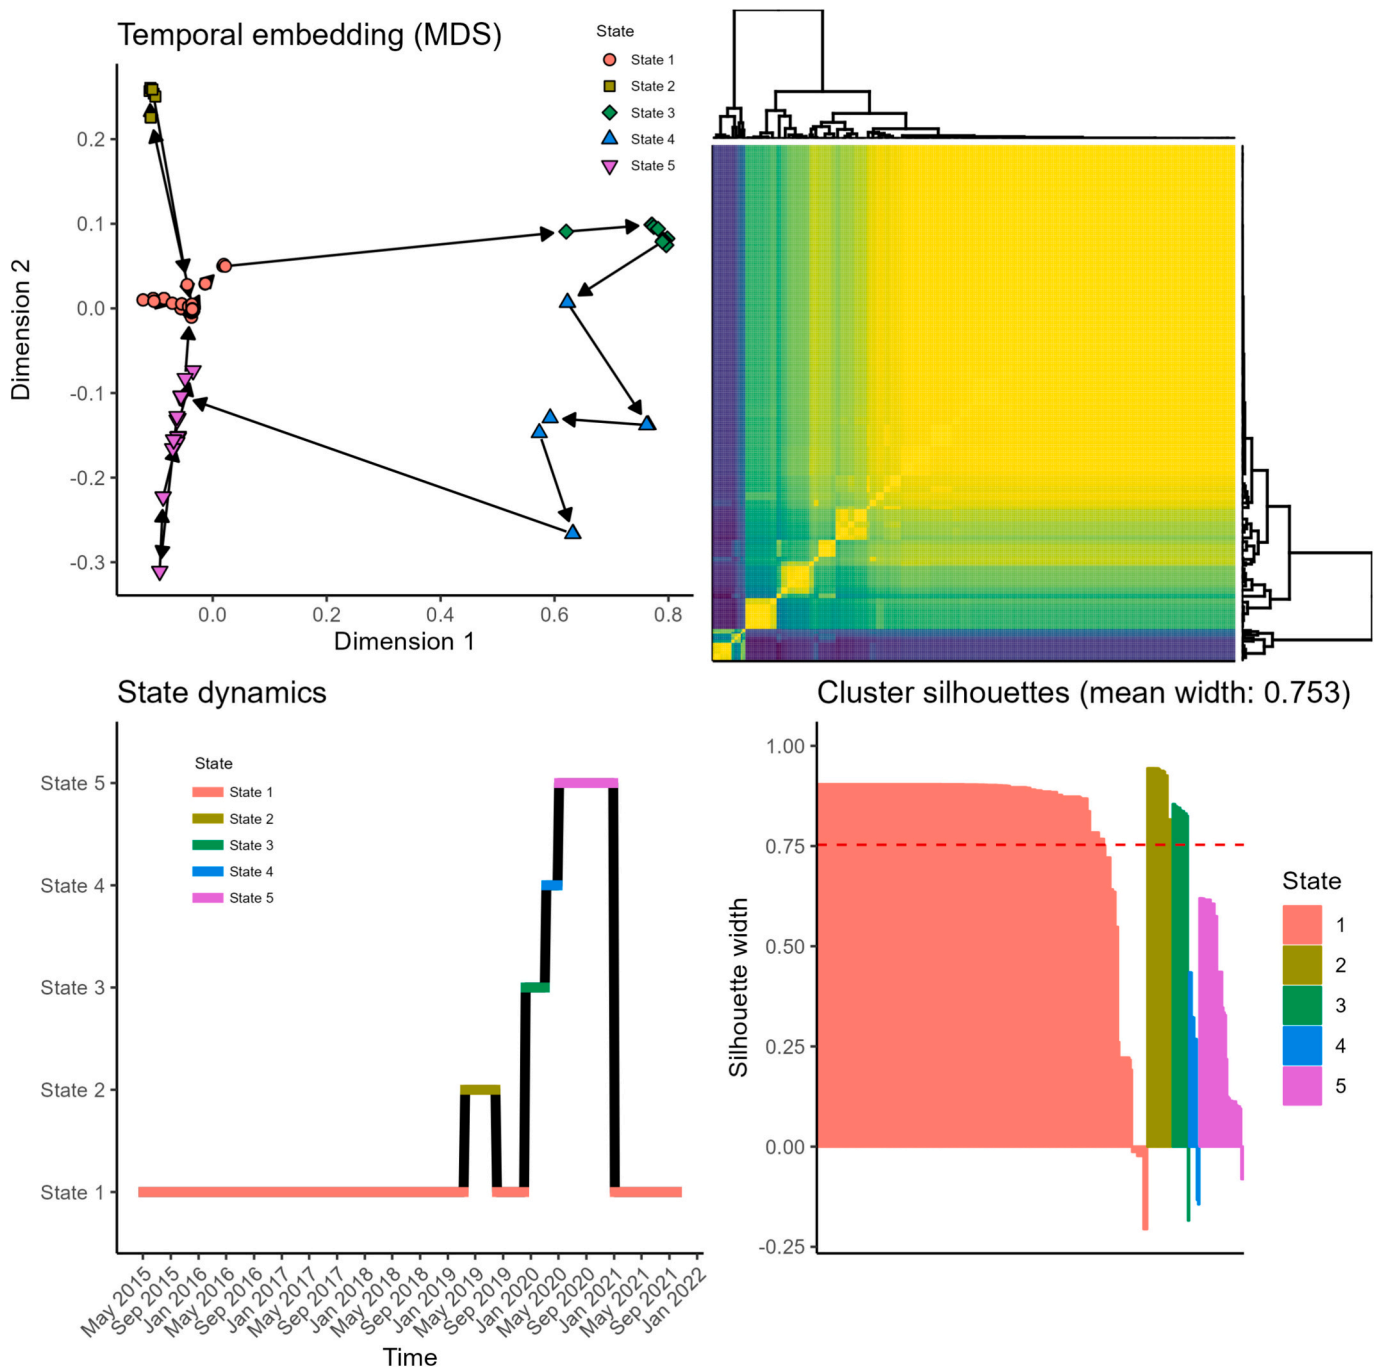 Temporal embedding (MDS)
State
State 1
State 2
State 3
State 4
State 5
Dimension 2
0.2
0.1
0.0
-0.1
-0.2
-0.3
0.0 0.2 0.4 0.6 0.8
Dimension 1
State dynamics
State
State 1
State 2
State 3
State 4
State 5
State 5
State 4
State 3
State 2
State 1
May 2015
Sep 2015
Jan 2016
May 2016
Sep 2016
Jan 2017
May 2017
Sep 2017
Jan 2018
May 2018
Sep 2018
Jan 2019
May 2019
Sep 2019
Jan 2020
May 2020
Sep 2020
Jan 2021
May 2021
Sep 2021
Jan 2022
Time
Cluster silhouettes (mean width: 0.753)
Silhouette width
1.00
0.75
0.50
0.25
0.00
-0.25
State
1
2
3
4
5